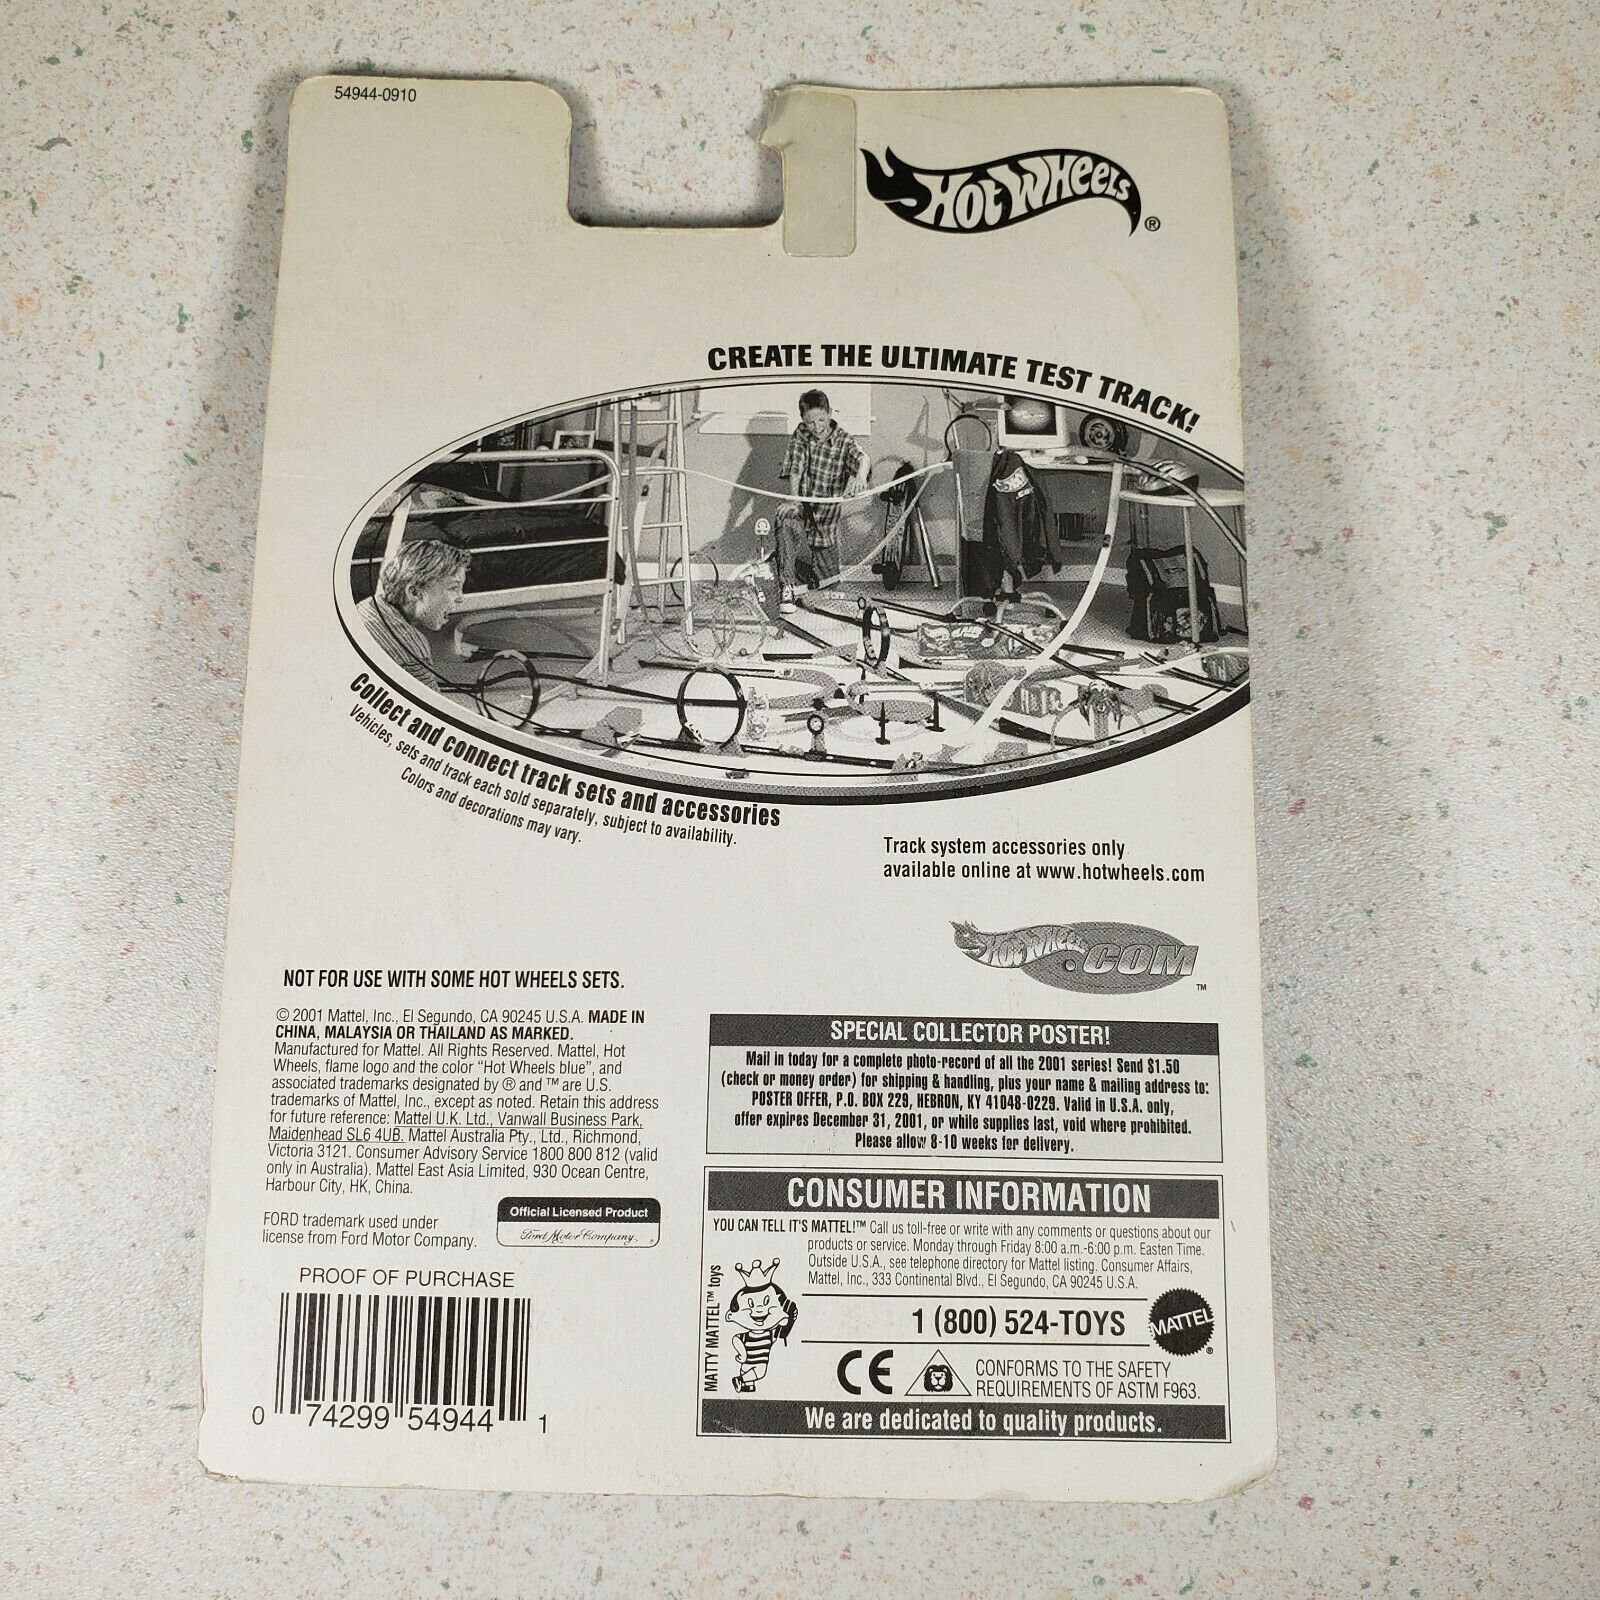 54944-0910
HOT WHEELS ®
CREATE THE ULTIMATE TEST TRACK!
Collect and connect track sets and accessories
Vehicles, sets and track each sold separately, subject to availability.
Colors and decorations may vary.
Track system accessories only
available online at www.hotwheels.com
HOT WHEELS.COM ™
NOT FOR USE WITH SOME HOT WHEELS SETS.
© 2001 Mattel, Inc., El Segundo, CA 90245 U.S.A. MADE IN
CHINA, MALAYSIA OR THAILAND AS MARKED.
Manufactured for Mattel. All Rights Reserved. Mattel, Hot
Wheels, flame logo and the color "Hot Wheels blue", and
associated trademarks designated by ® and ™ are U.S.
trademarks of Mattel, Inc., except as noted. Retain this address
for future reference: Mattel U.K. Ltd., Vanwall Business Park,
Maidenhead SL6 4UB. Mattel Australia Pty., Ltd., Richmond,
Victoria 3121. Consumer Advisory Service 1800 800 812 (valid
only in Australia). Mattel East Asia Limited, 930 Ocean Centre,
Harbour City, HK, China.
FORD trademark used under
license from Ford Motor Company.
Official Licensed Product
Ford Motor Company.
PROOF OF PURCHASE
0 74299 54944 1
SPECIAL COLLECTOR POSTER!
Mail in today for a complete photo-record of all the 2001 series! Send $1.50
(check or money order) for shipping & handling, plus your name & mailing address to:
POSTER OFFER, P.O. BOX 229, HEBRON, KY 41048-0229. Valid in U.S.A. only,
offer expires December 31, 2001, or while supplies last, void where prohibited.
Please allow 8-10 weeks for delivery.
CONSUMER INFORMATION
YOU CAN TELL IT'S MATTEL!™ Call us toll-free or write with any comments or questions about our
products or service. Monday through Friday 8:00 a.m.-6:00 p.m. Easten Time.
Outside U.S.A., see telephone directory for Mattel listing. Consumer Affairs,
Mattel, Inc., 333 Continental Blvd., El Segundo, CA 90245 U.S.A.
MATTY MATTEL™ toys
1 (800) 524-TOYS
MATTEL ®
CE
CONFORMS TO THE SAFETY
REQUIREMENTS OF ASTM F963.
We are dedicated to quality products.